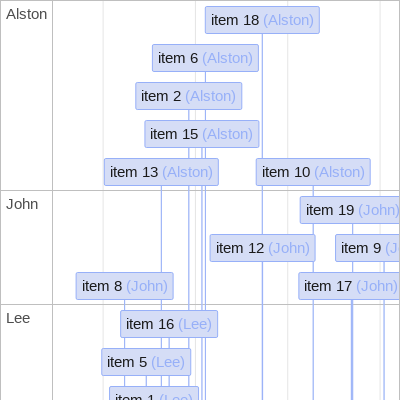 Alston
item 18 (Alston)
item 6 (Alston)
item 2 (Alston)
item 15 (Alston)
item 13 (Alston)
item 10 (Alston)
John
item 19 (John)
item 12 (John)
item 9 (J
item 8 (John)
item 17 (John)
Lee
item 16 (Lee)
item 5 (Lee)
item 1 (Lee)